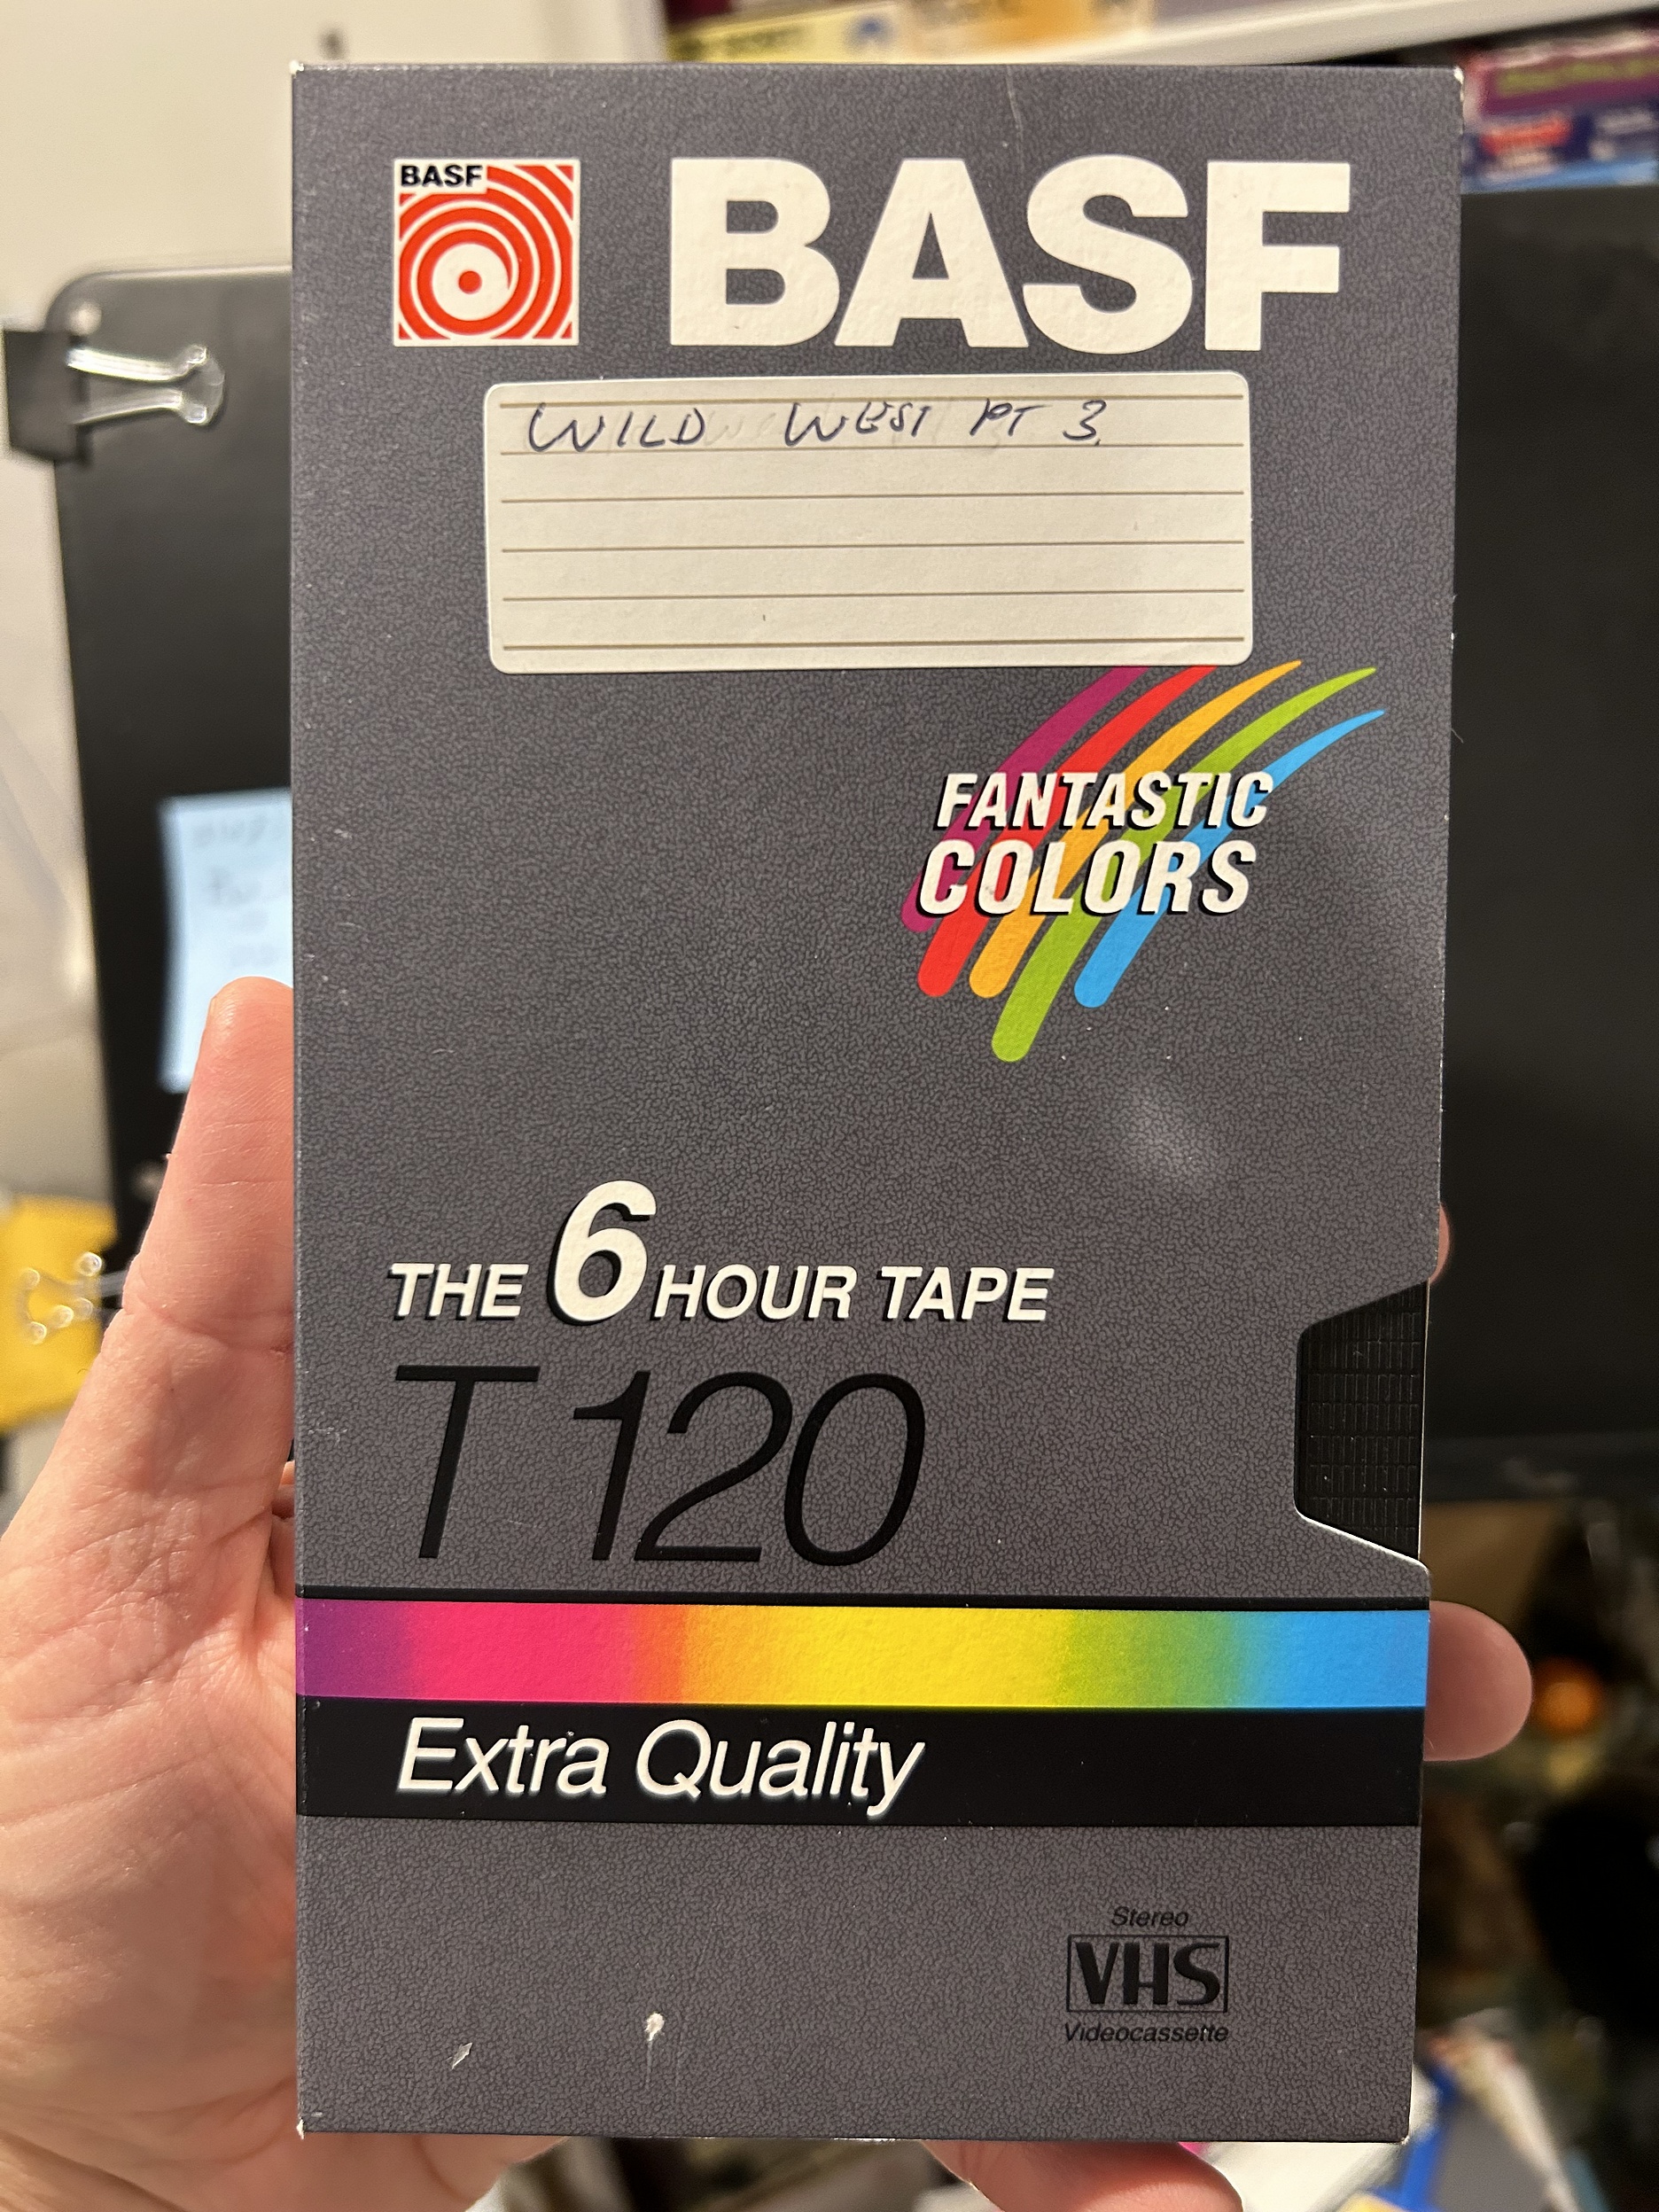 BASF
BASF
WILD WEST PT 3.
FANTASTIC
COLORS
THE 6 HOUR TAPE
T 120
Extra Quality
Stereo
VHS
Videocassette